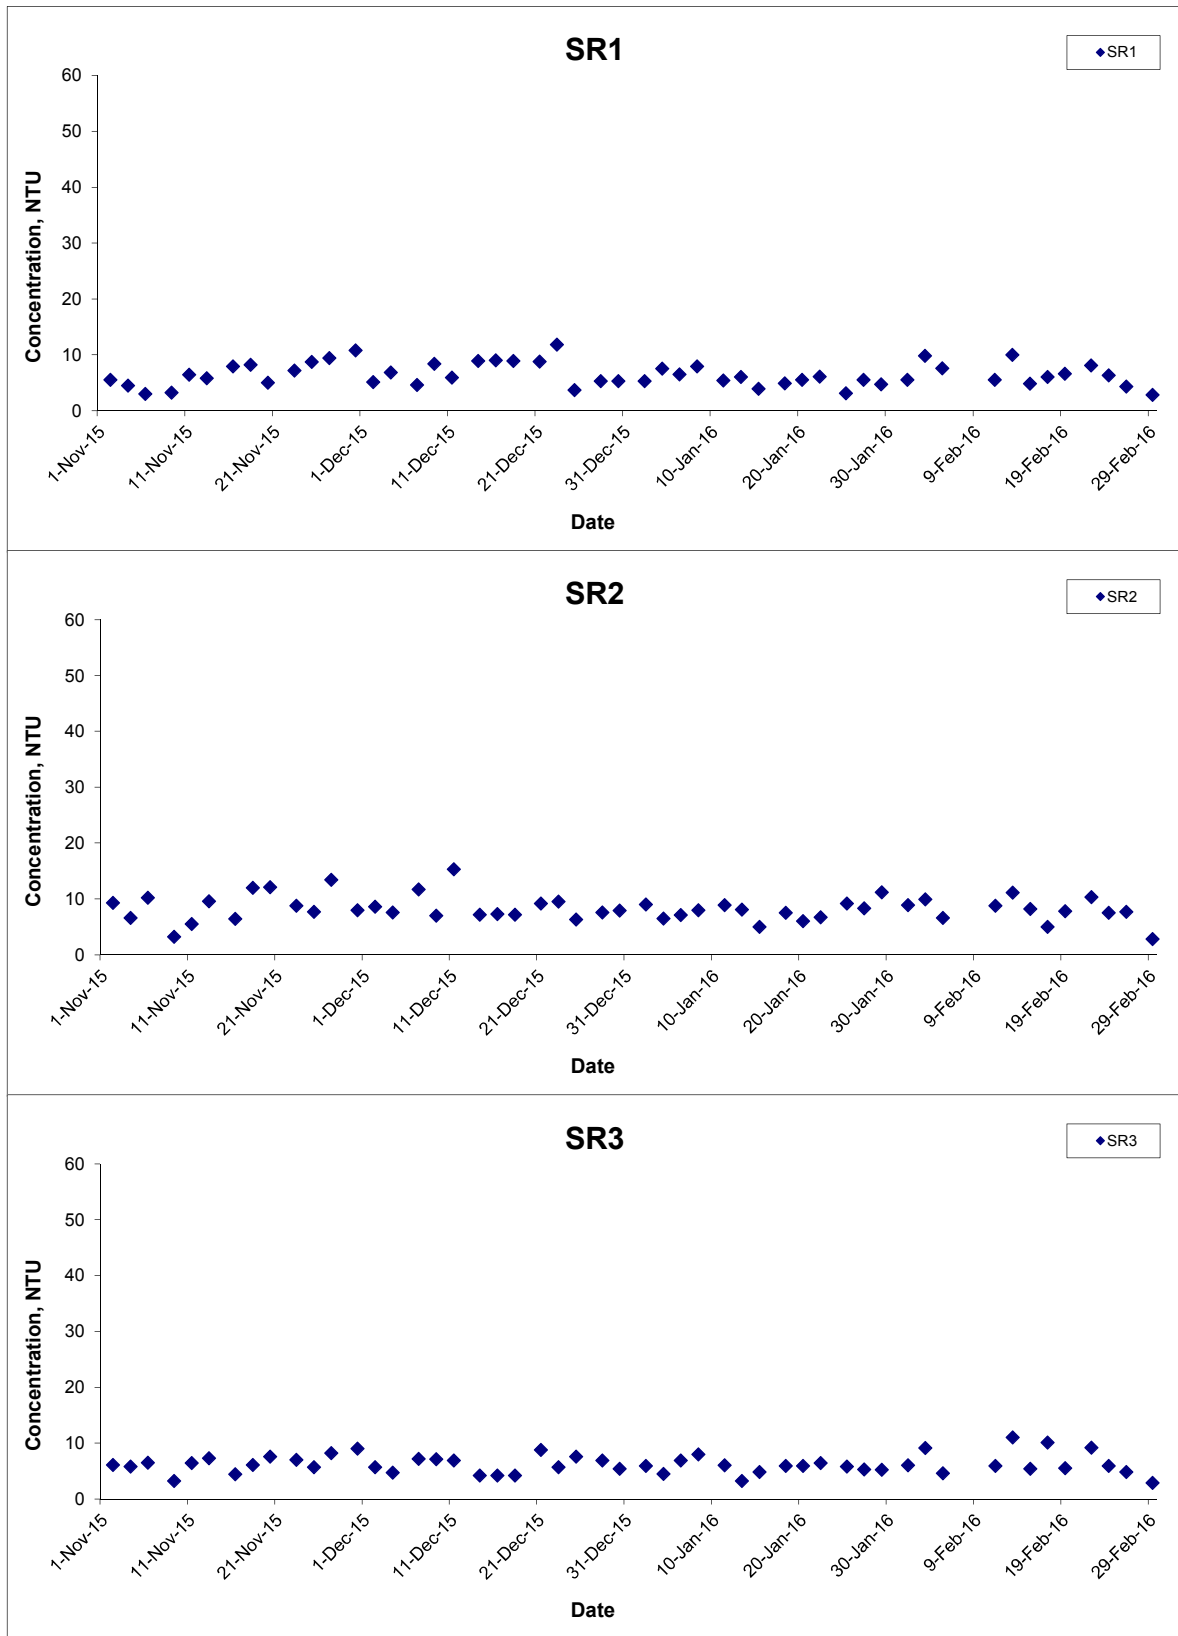 SR1
SR1
60
50
40
30
20
10
0
Concentration, NTU
1-Nov-15
11-Nov-15
21-Nov-15
1-Dec-15
11-Dec-15
21-Dec-15
31-Dec-15
10-Jan-16
20-Jan-16
30-Jan-16
9-Feb-16
19-Feb-16
29-Feb-16
Date
SR2
SR2
60
50
40
30
20
10
0
Concentration, NTU
1-Nov-15
11-Nov-15
21-Nov-15
1-Dec-15
11-Dec-15
21-Dec-15
31-Dec-15
10-Jan-16
20-Jan-16
30-Jan-16
9-Feb-16
19-Feb-16
29-Feb-16
Date
SR3
SR3
60
50
40
30
20
10
0
Concentration, NTU
1-Nov-15
11-Nov-15
21-Nov-15
1-Dec-15
11-Dec-15
21-Dec-15
31-Dec-15
10-Jan-16
20-Jan-16
30-Jan-16
9-Feb-16
19-Feb-16
29-Feb-16
Date